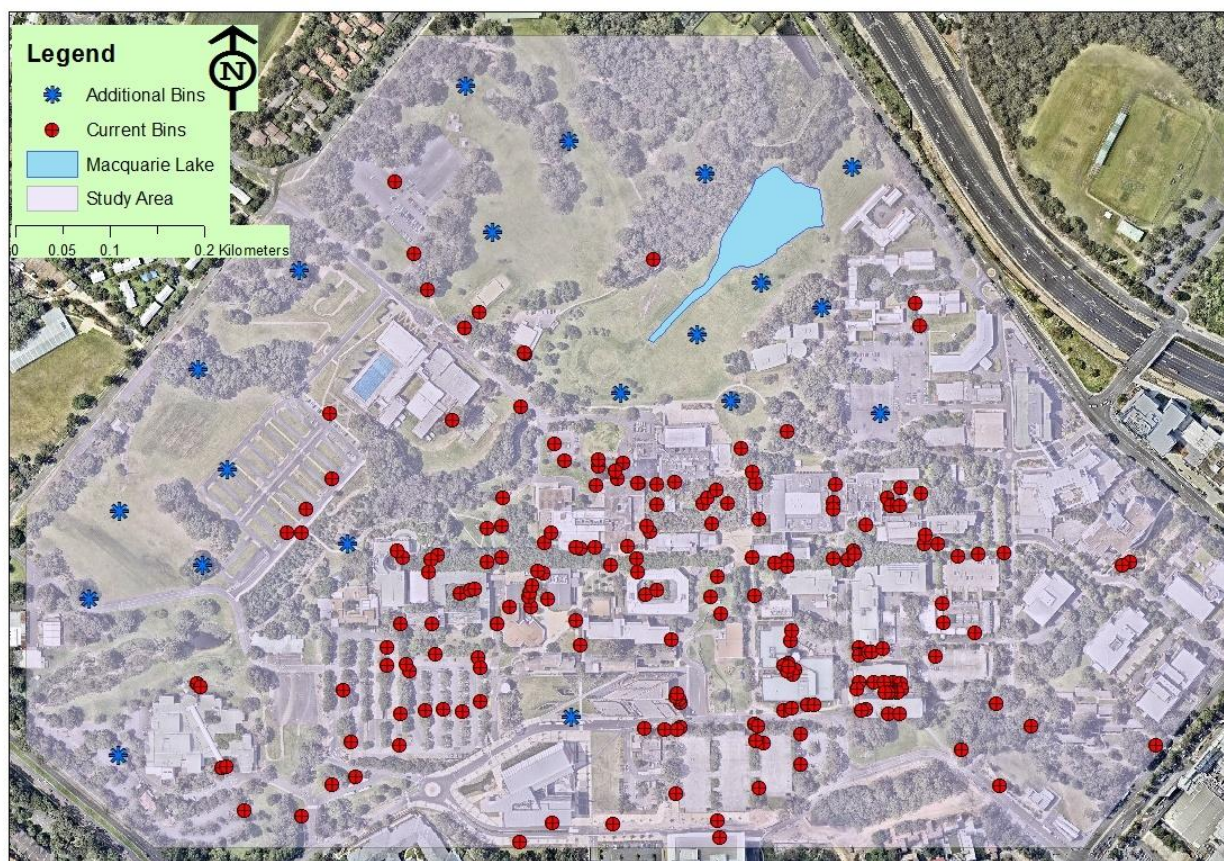 Legend
N
Additional Bins
Current Bins
Macquarie Lake
Study Area
0 0.05 0.1 0.2 Kilometers